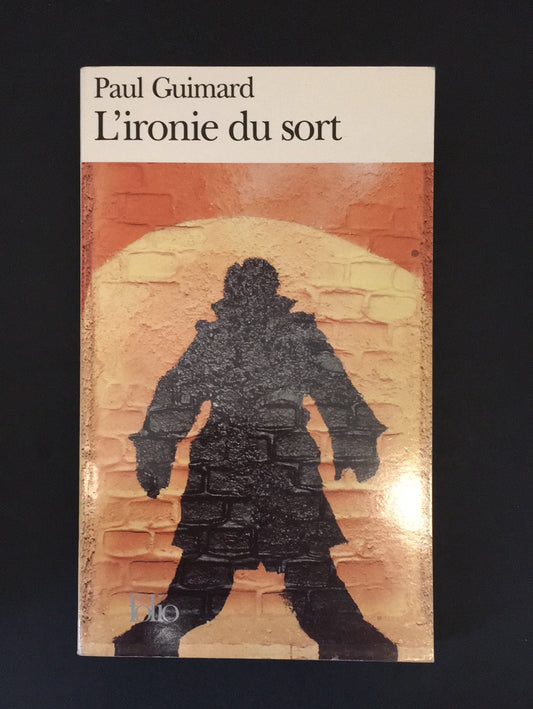 Paul Guimard
L'ironie du sort
folio